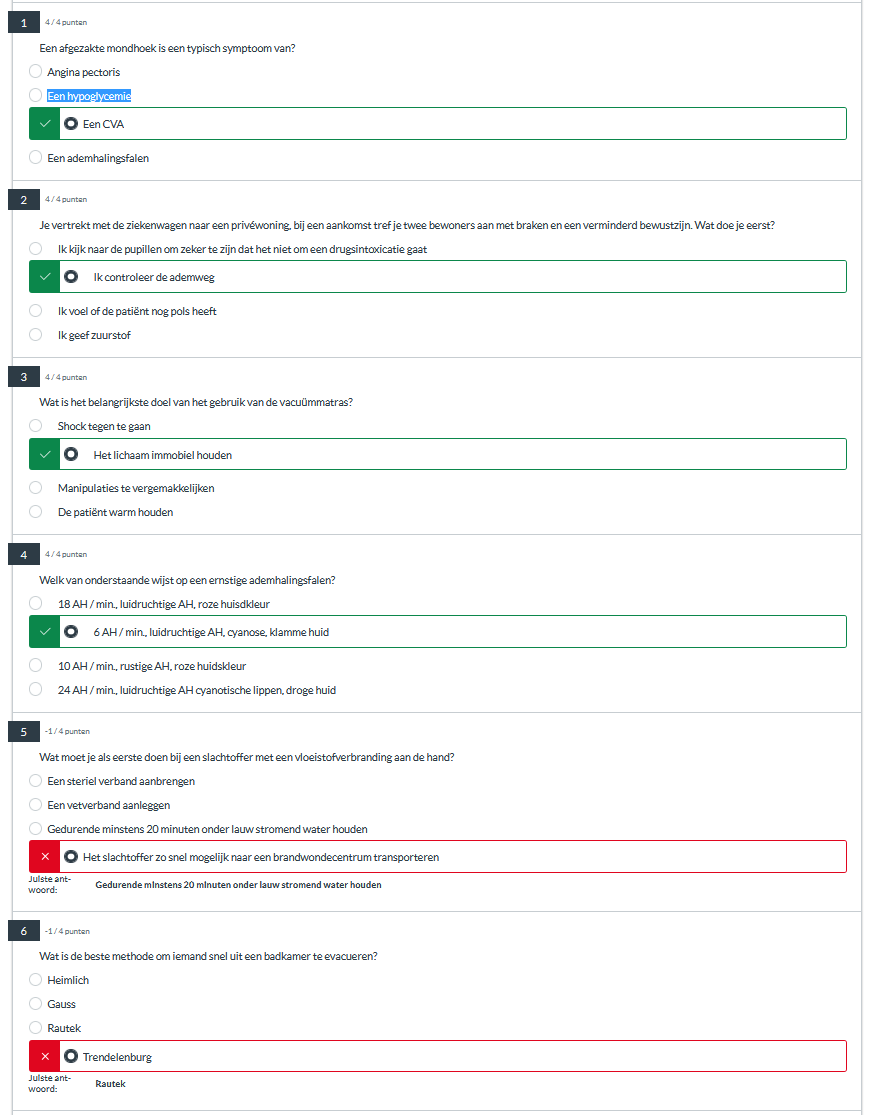 1 4 / 4 punten
Een afgezakte mondhoek is een typisch symptoom van?
Angina pectoris
Een hypoglycemie
Een CVA
Een ademhalingsfalen
2 4 / 4 punten
Je vertrekt met de ziekenwagen naar een privéwoning, bij een aankomst tref je twee bewoners aan met braken en een verminderd bewustzijn. Wat doe je eerst?
Ik kijk naar de pupillen om zeker te zijn dat het niet om een drugsintoxicatie gaat
Ik controleer de ademweg
Ik voel of de patiënt nog pols heeft
Ik geef zuurstof
3 4 / 4 punten
Wat is het belangrijkste doel van het gebruik van de vacuümmatras?
Shock tegen te gaan
Het lichaam immobiel houden
Manipulaties te vergemakkelijken
De patiënt warm houden
4 4 / 4 punten
Welk van onderstaande wijst op een ernstige ademhalingsfalen?
18 AH / min., luidruchtige AH, roze huisdkleur
6 AH / min., luidruchtige AH, cyanose, klamme huid
10 AH / min., rustige AH, roze huidskleur
24 AH / min., luidruchtige AH cyanotische lippen, droge huid
5 -1 / 4 punten
Wat moet je als eerste doen bij een slachtoffer met een vloeistofverbranding aan de hand?
Een steriel verband aanbrengen
Een vetverband aanleggen
Gedurende minstens 20 minuten onder lauw stromend water houden
Het slachtoffer zo snel mogelijk naar een brandwondecentrum transporteren
Juiste ant-
woord: Gedurende minstens 20 minuten onder lauw stromend water houden
6 -1 / 4 punten
Wat is de beste methode om iemand snel uit een badkamer te evacueren?
Heimlich
Gauss
Rautek
Trendelenburg
Juiste ant-
woord: Rautek